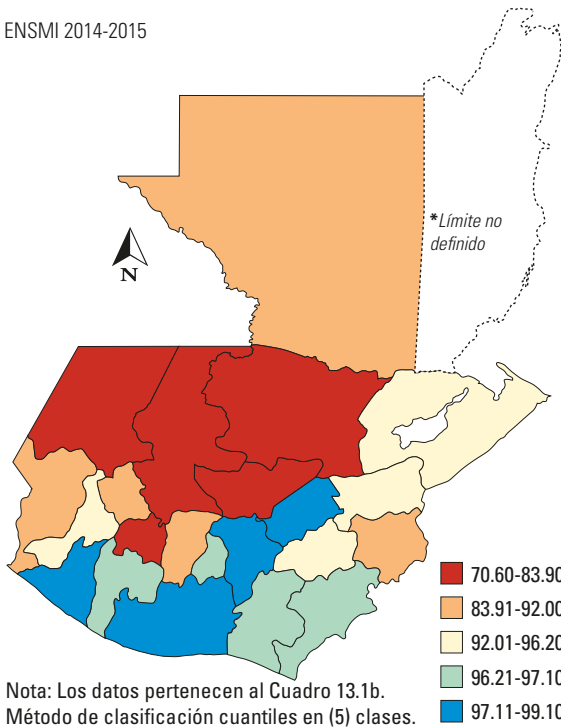 ENSMI 2014-2015
*Límite no
definido
N
70.60-83.90
83.91-92.00
92.01-96.20
96.21-97.10
97.11-99.10
Nota: Los datos pertenecen al Cuadro 13.1b.
Método de clasificación cuantiles en (5) clases.